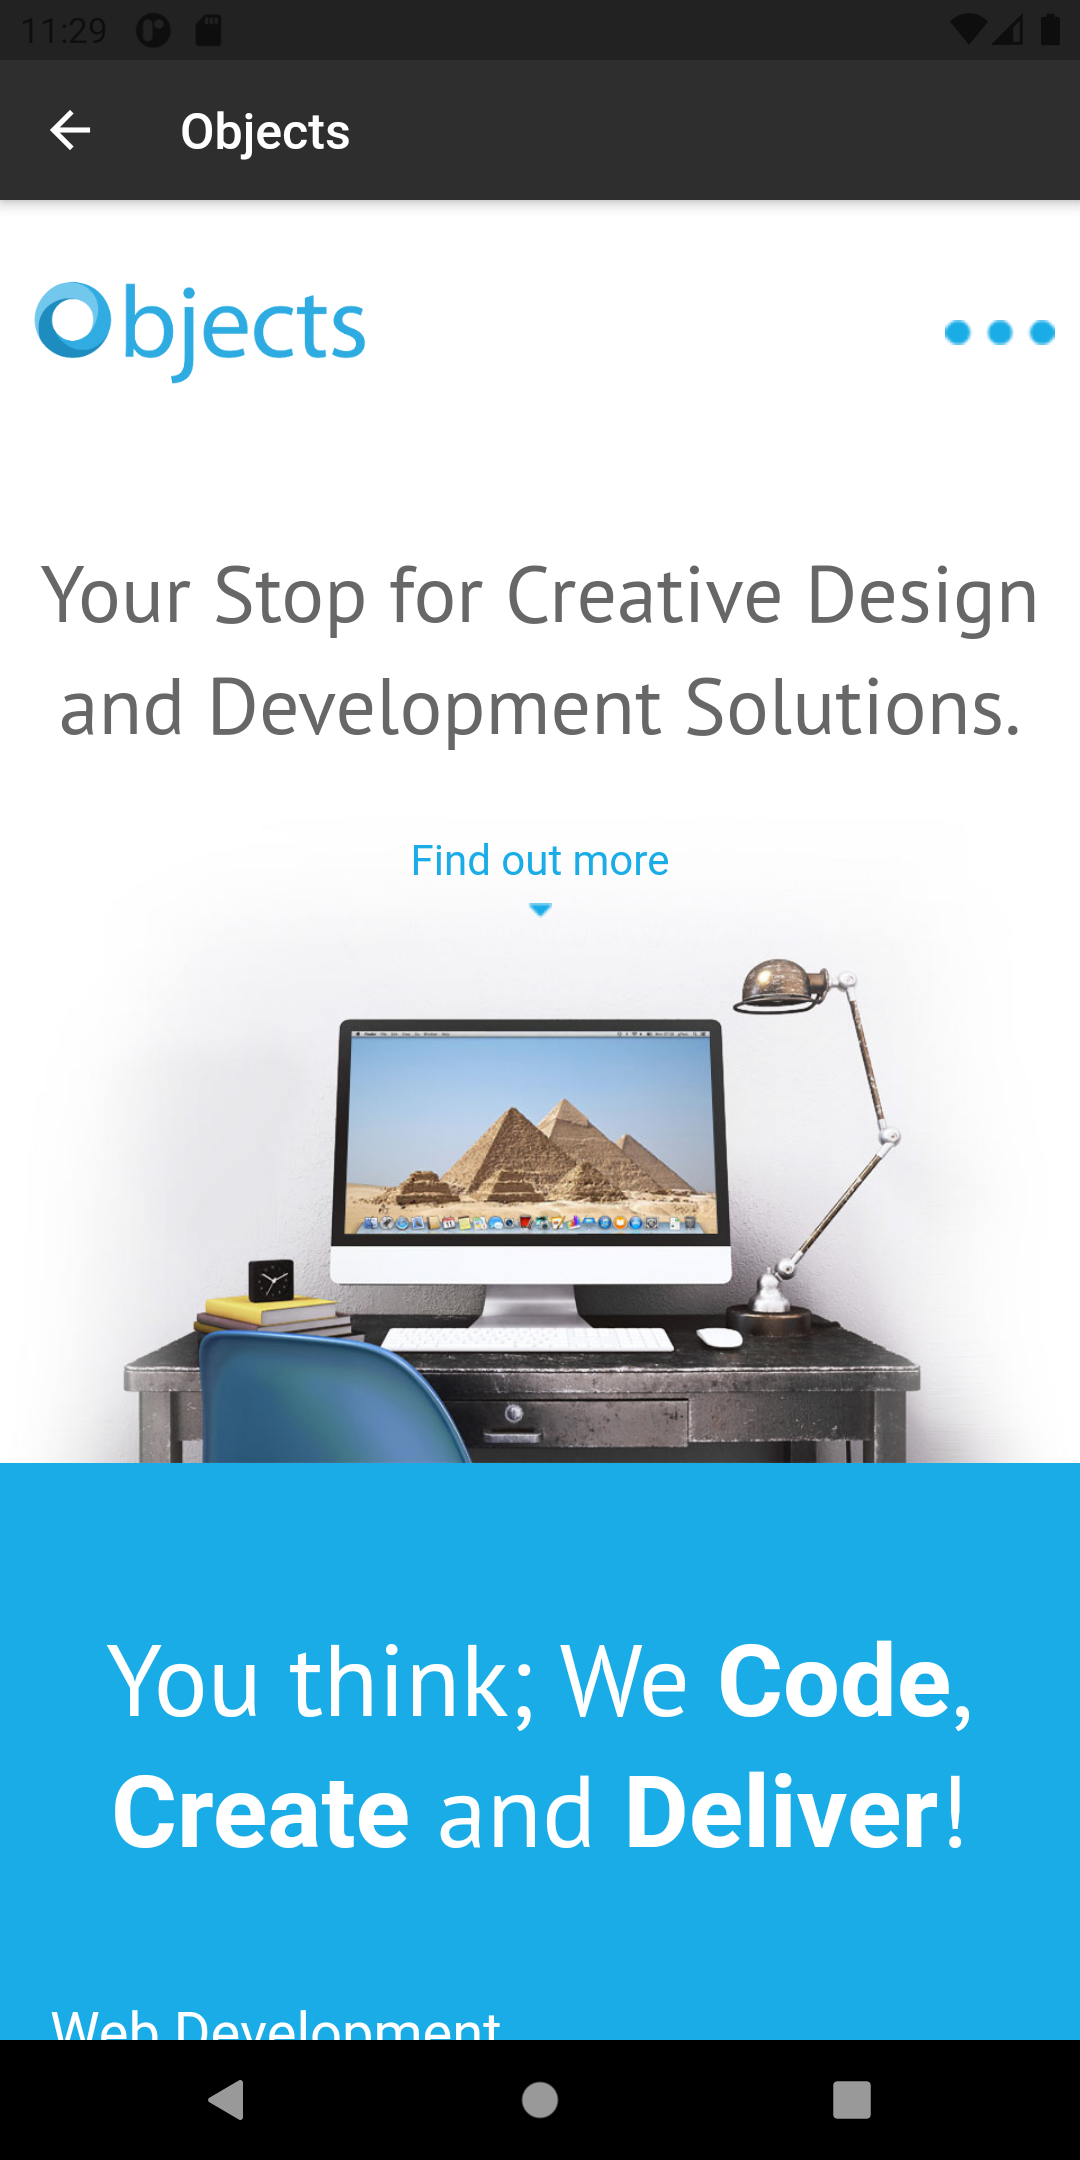 11:29
Objects
Objects
Your Stop for Creative Design
and Development Solutions.
Find out more
You think; We Code,
Create and Deliver!
Web Development